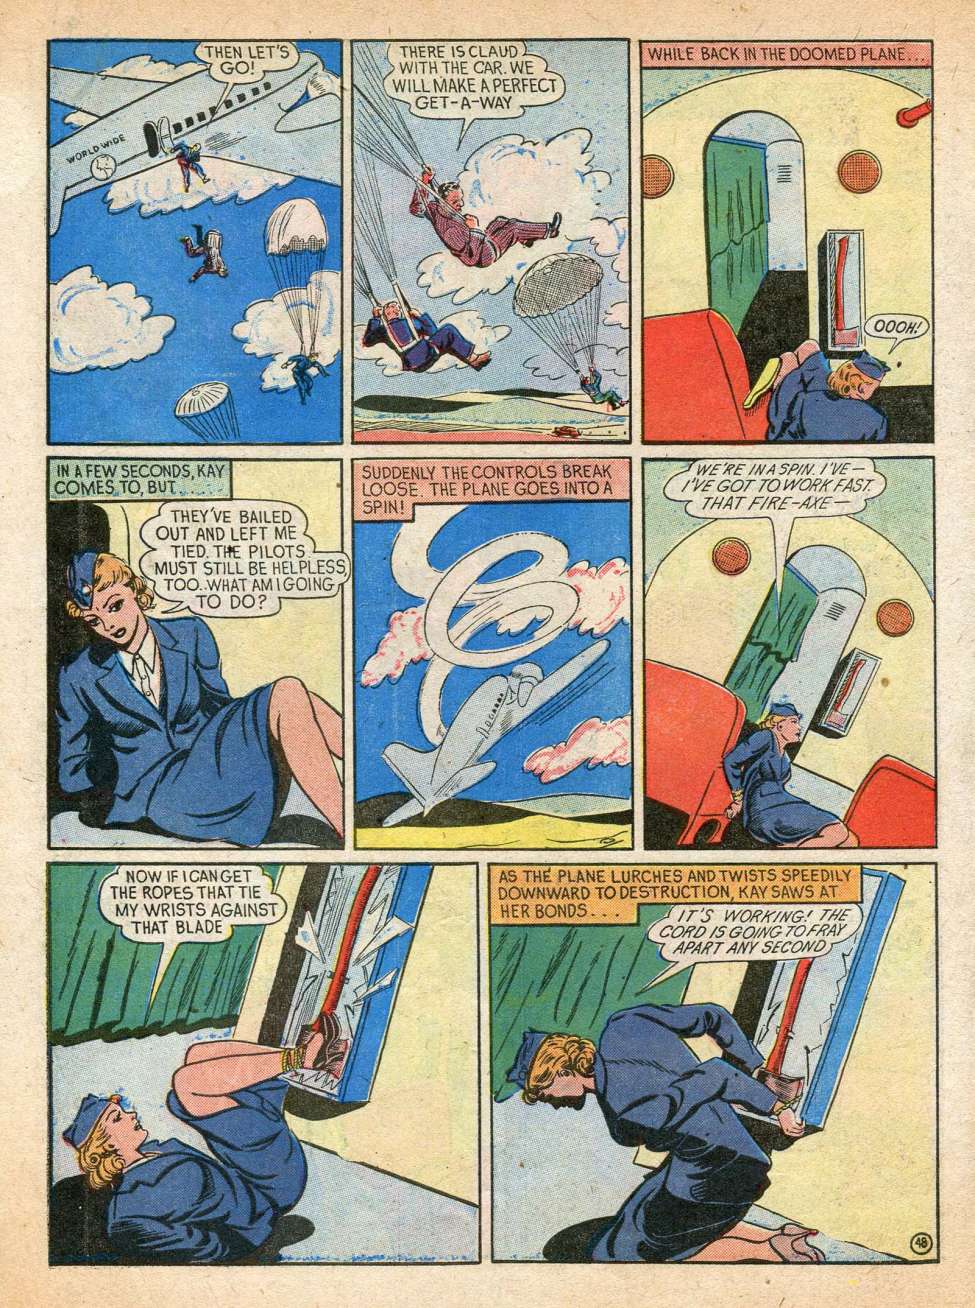 THEN LET'S
GO!
WORLD WIDE
THERE IS CLAUD
WITH THE CAR. WE
WILL MAKE A PERFECT
GET-A-WAY
WHILE BACK IN THE DOOMED PLANE....
OOOH!
IN A FEW SECONDS, KAY
COMES TO, BUT.....
THEY'VE BAILED
OUT AND LEFT ME
TIED. THE PILOTS
MUST STILL BE HELPLESS,
TOO..WHAT AM I GOING
TO DO?
SUDDENLY THE CONTROLS BREAK
LOOSE. THE PLANE GOES INTO A
SPIN!
WE'RE IN A SPIN. I'VE—
I'VE GOT TO WORK FAST.
THAT FIRE-AXE—
NOW IF I CAN GET
THE ROPES THAT TIE
MY WRISTS AGAINST
THAT BLADE
AS THE PLANE LURCHES AND TWISTS SPEEDILY
DOWNWARD TO DESTRUCTION, KAY SAWS AT
HER BONDS....
IT'S WORKING! THE
CORD IS GOING TO FRAY
APART ANY SECOND
48